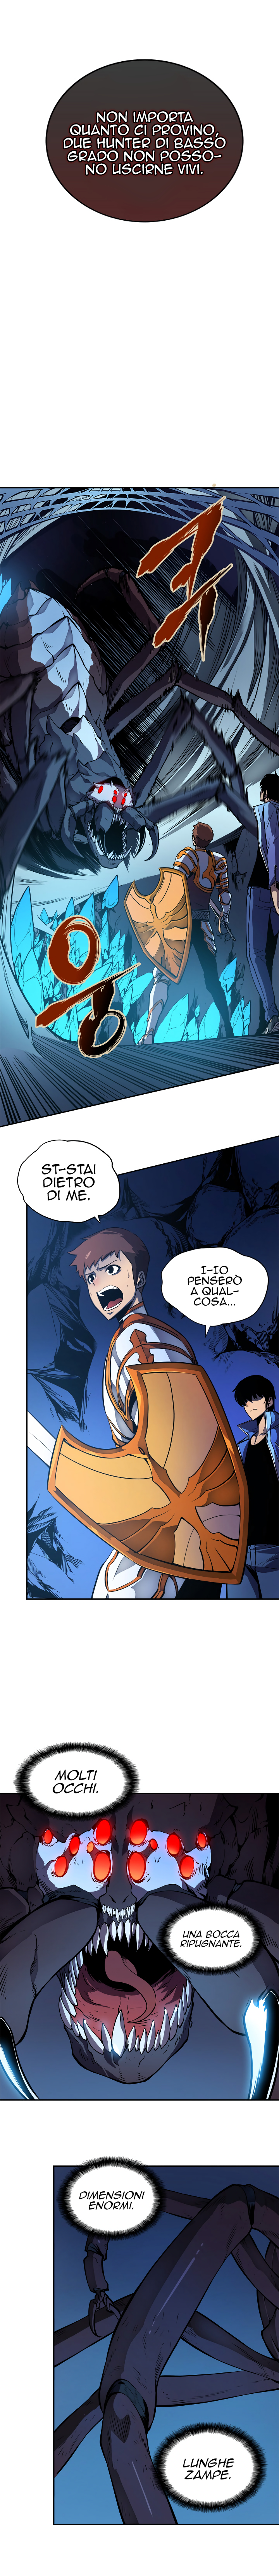 NON IMPORTA
QUANTO CI PROVINO,
DUE HUNTER DI BASSO
GRADO NON POSSO-
NO USCIRNE VIVI.
ST-STAI
DIETRO
DI ME.
I-IO
PENSERÒ
A QUAL-
COSA...
MOLTI
OCCHI.
UNA BOCCA
RIPUGNANTE.
DIMENSIONI
ENORMI.
LUNGHE
ZAMPE.